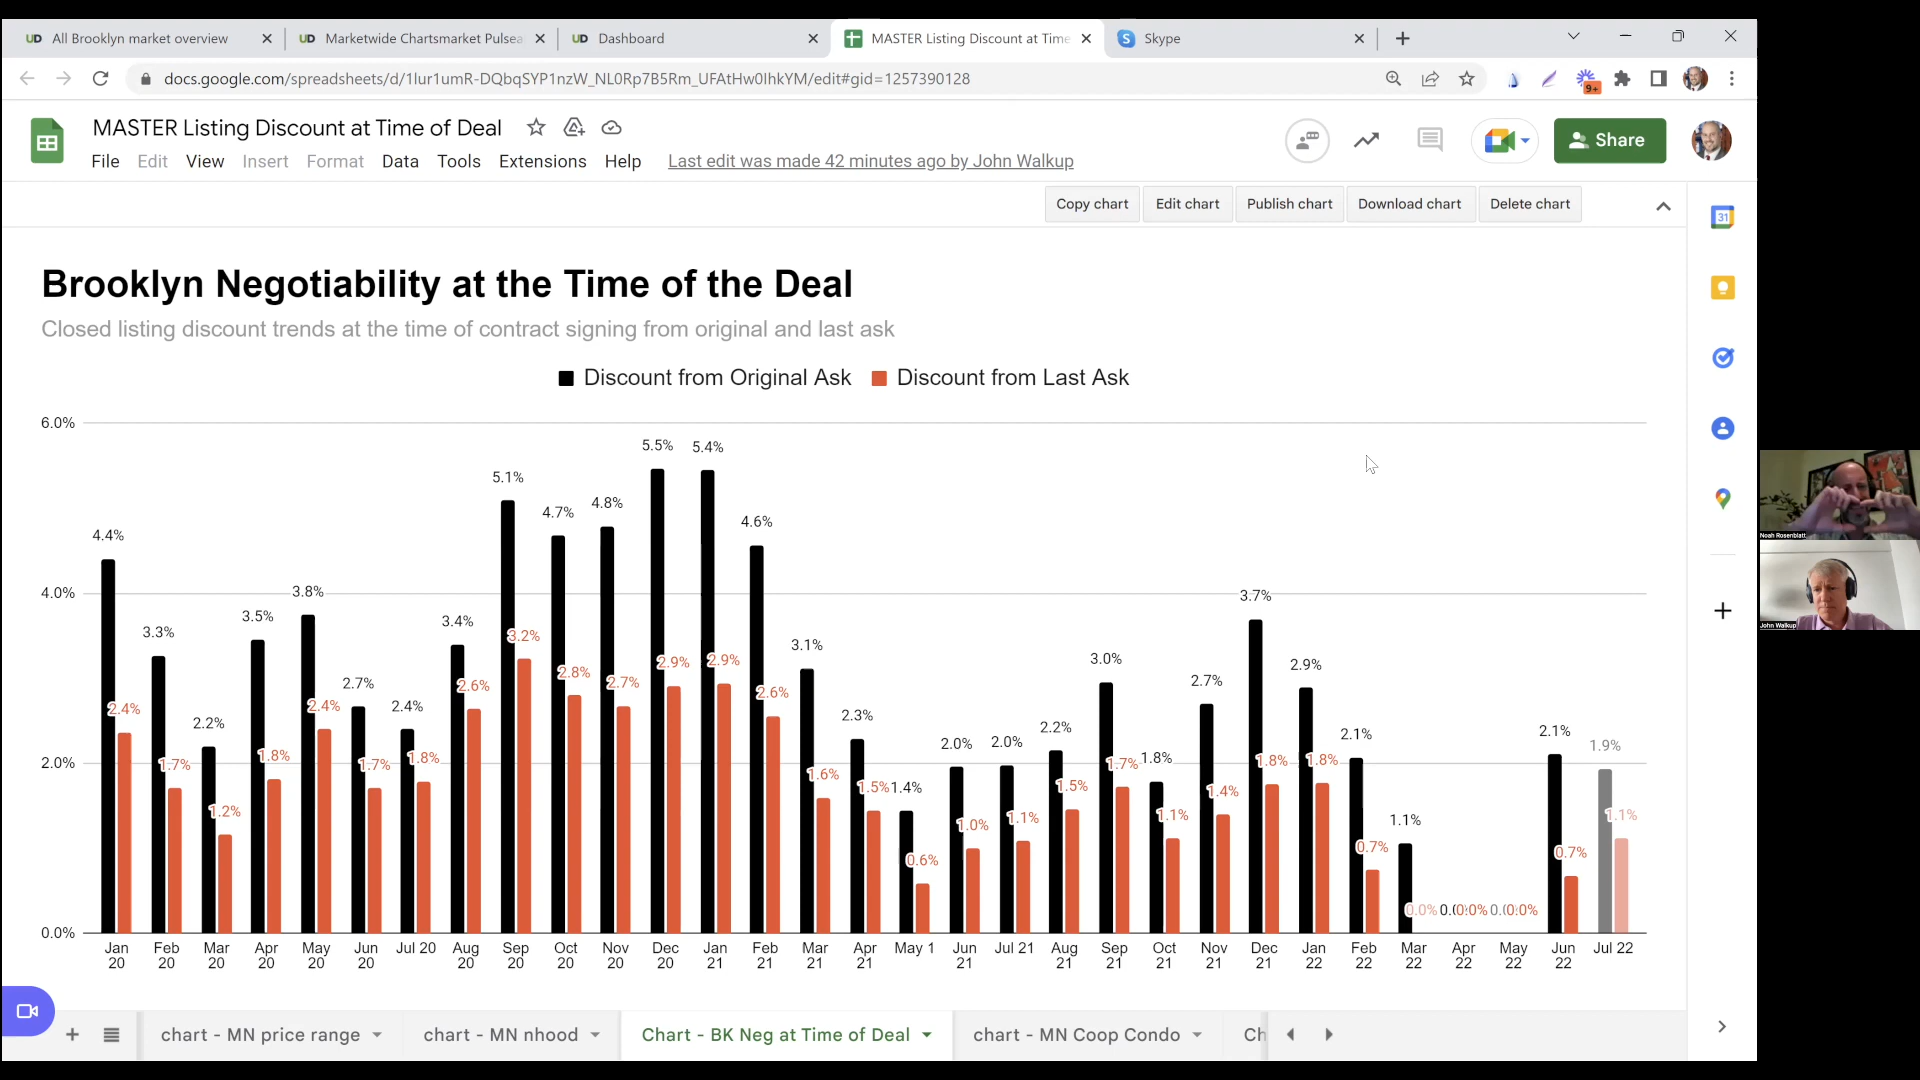 All Brooklyn market overview
Marketwide Chartsmarket Pulsea
Dashboard
MASTER Listing Discount at Time
Skype
docs.google.com/spreadsheets/d/1lur1umR-DQbqSYP1nzW_NL0Rp7B5Rm_UFAtHw0IhkYM/edit#gid=1257390128
9+
MASTER Listing Discount at Time of Deal
Share
File Edit View Insert Format Data Tools Extensions Help Last edit was made 42 minutes ago by John Walkup
Copy chart Edit chart Publish chart Download chart Delete chart
31
Brooklyn Negotiability at the Time of the Deal
Closed listing discount trends at the time of contract signing from original and last ask
Discount from Original Ask Discount from Last Ask
6.0%
4.0%
2.0%
0.0%
4.4% 3.3% 2.2% 3.5% 3.8% 2.7% 2.4% 3.4% 5.1% 4.7% 4.8% 5.5% 5.4% 4.6% 3.1% 2.3% 1.4% 2.0% 2.0% 2.2% 3.0% 1.8% 2.7% 3.7% 2.9% 2.1% 1.1% 0.( 0.( 2.1% 1.9%
2.4% 1.7% 1.2% 1.8% 2.4% 1.7% 1.8% 2.6% 3.2% 2.8% 2.7% 2.9% 2.9% 2.6% 1.6% 1.5% 0.6% 1.0% 1.1% 1.5% 1.7% 1.1% 1.4% 1.8% 1.8% 0.7% 0.0% 0.0% 0.0% 0.7% 1.1%
Jan 20 Feb 20 Mar 20 Apr 20 May 20 Jun 20 Jul 20 Aug 20 Sep 20 Oct 20 Nov 20 Dec 20 Jan 21 Feb 21 Mar 21 Apr 21 May 1 Jun 21 Jul 21 Aug 21 Sep 21 Oct 21 Nov 21 Dec 21 Jan 22 Feb 22 Mar 22 Apr 22 May 22 Jun 22 Jul 22
Noah Rosenblatt
John Walkup
chart - MN price range chart - MN nhood Chart - BK Neg at Time of Deal chart - MN Coop Condo Ch